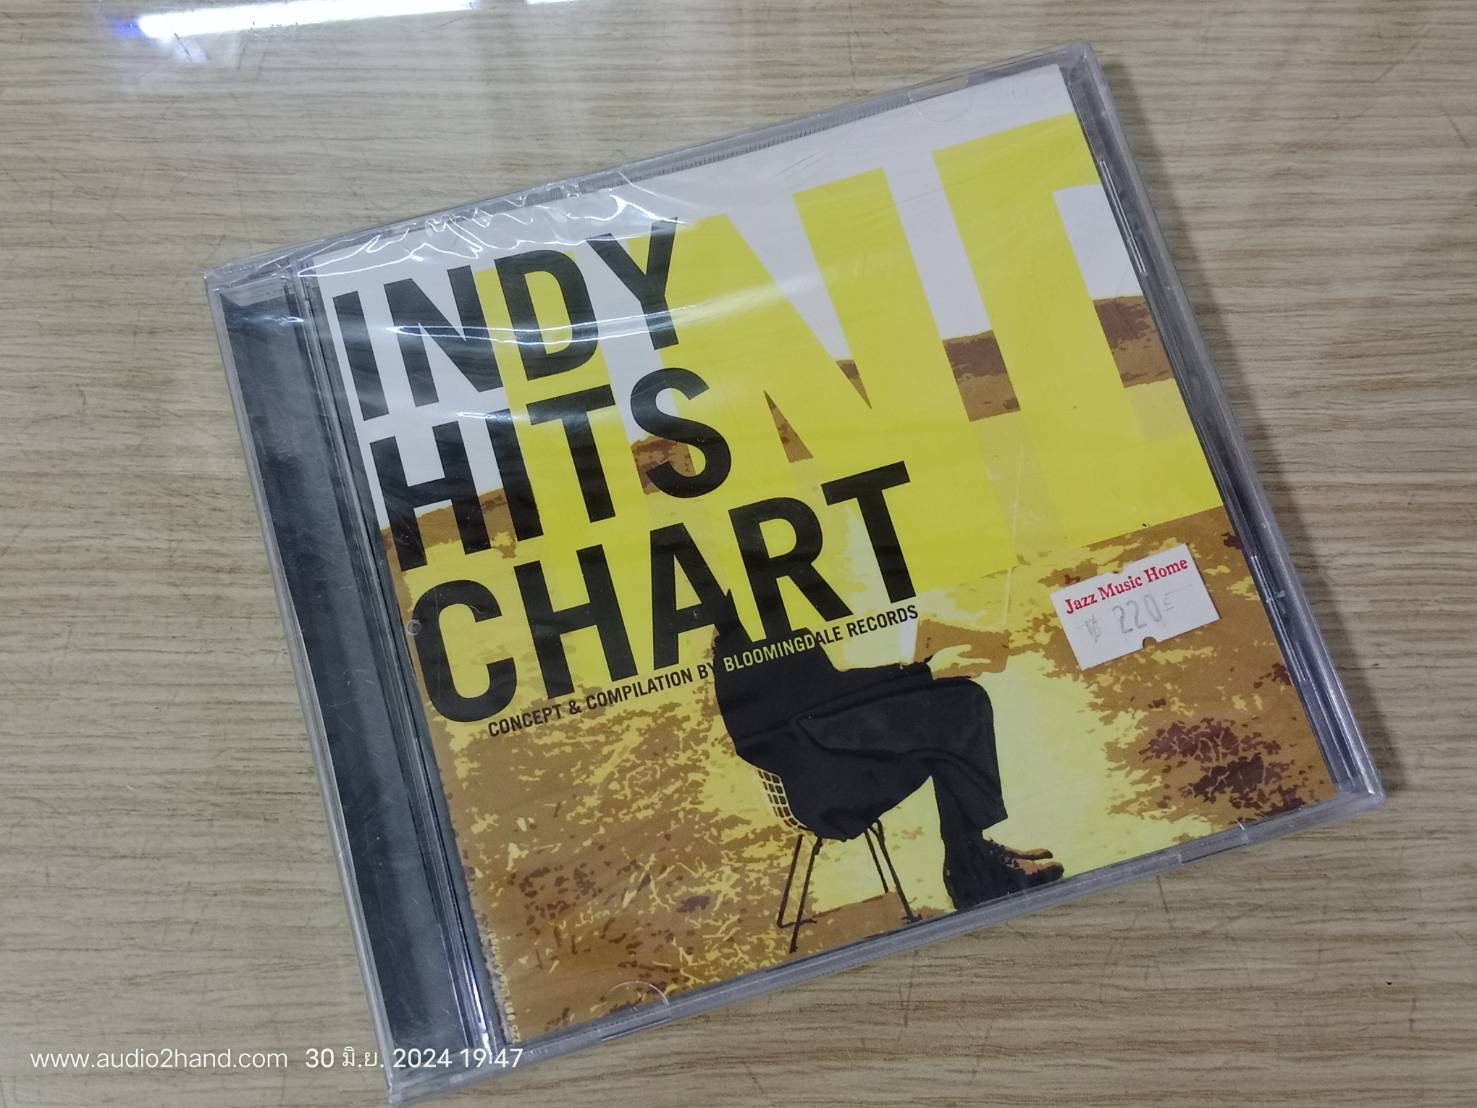 INDY
HITS
CHART
CONCEPT & COMPILATION BY BLOOMINGDALE RECORDS
IND
Jazz Music Home
220
www.audio2hand.com 30 มิ.ย. 2024 19:47